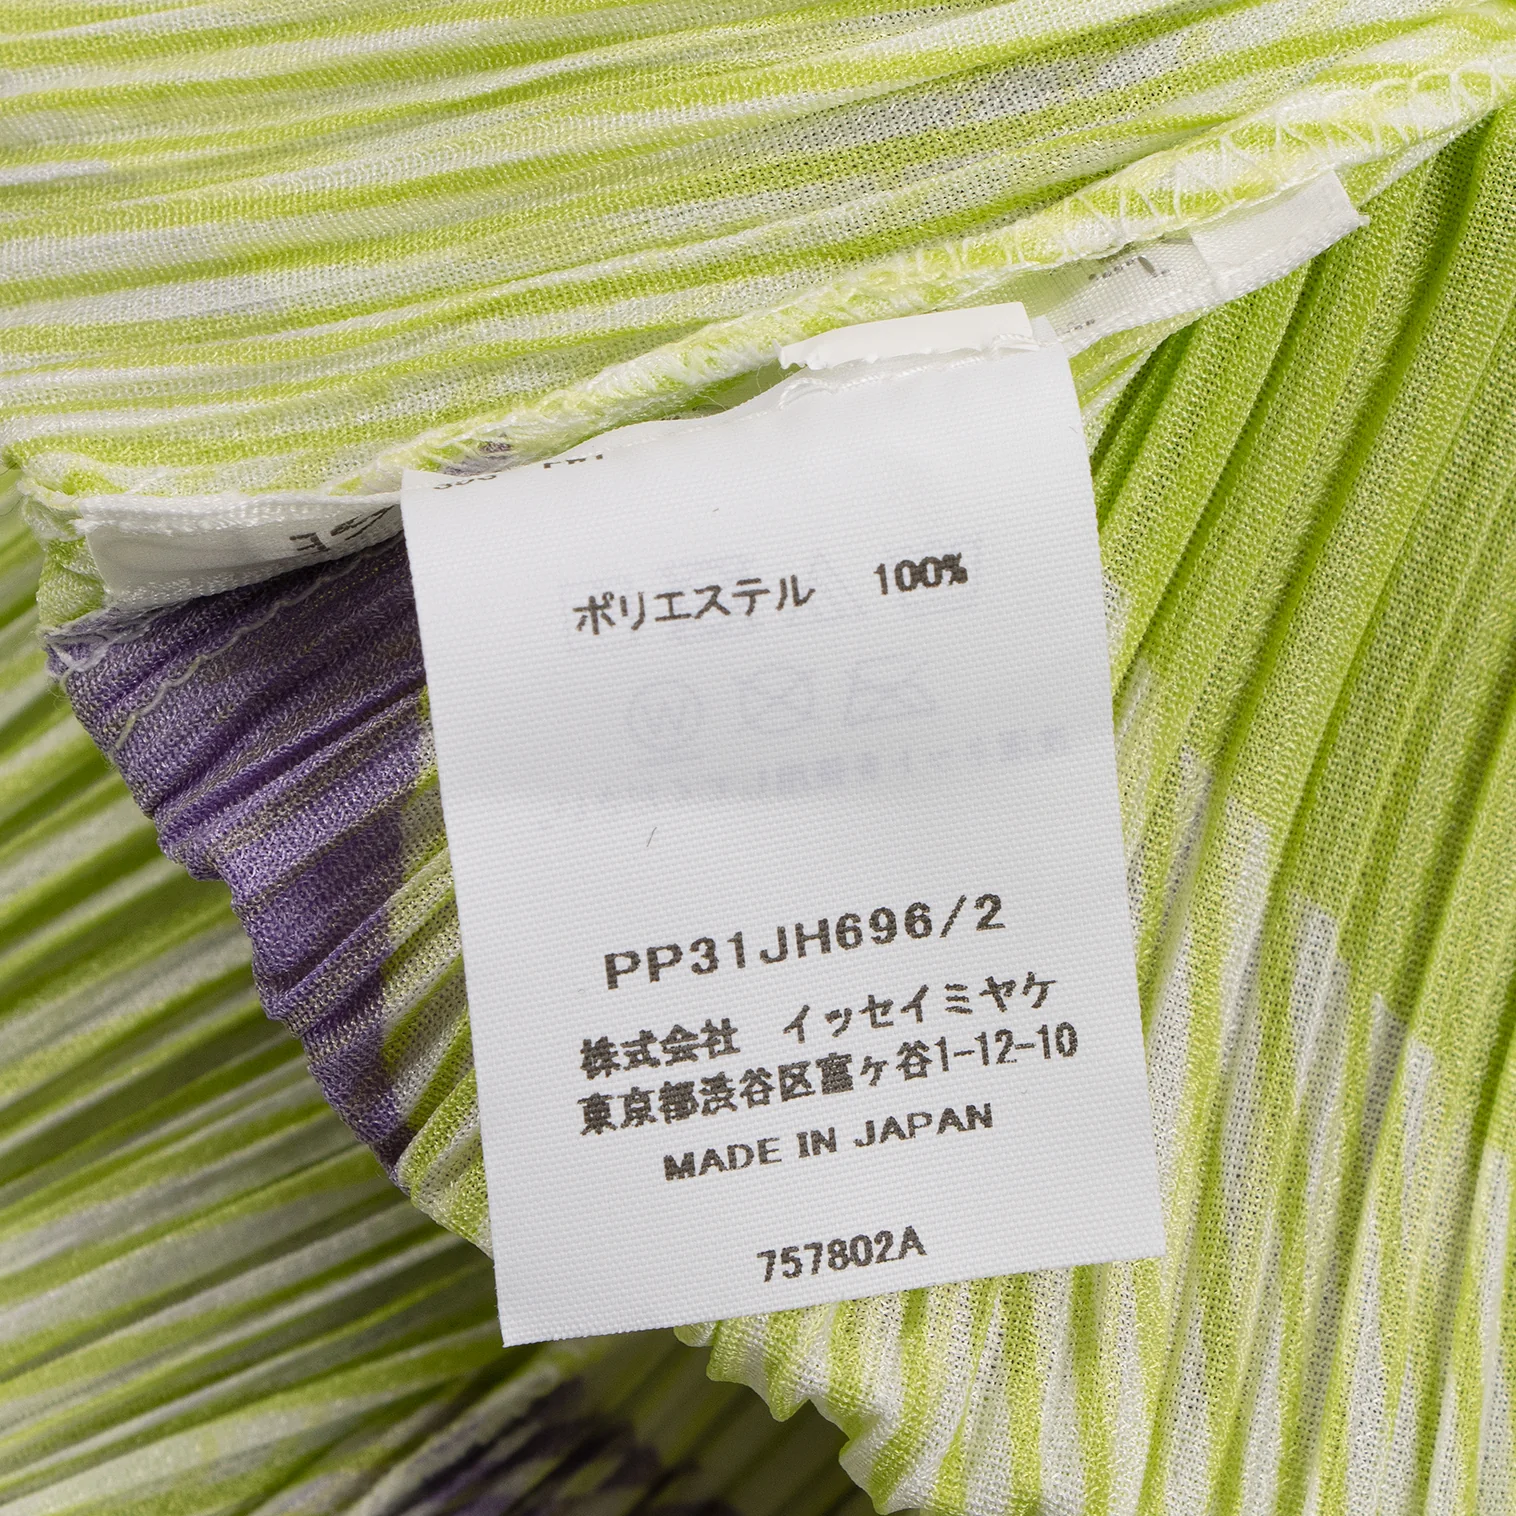 ポリエステル 100%
PP31JH696/2
株式会社 イッセイミヤケ
東京都渋谷区富ヶ谷1-12-10
MADE IN JAPAN
757802A